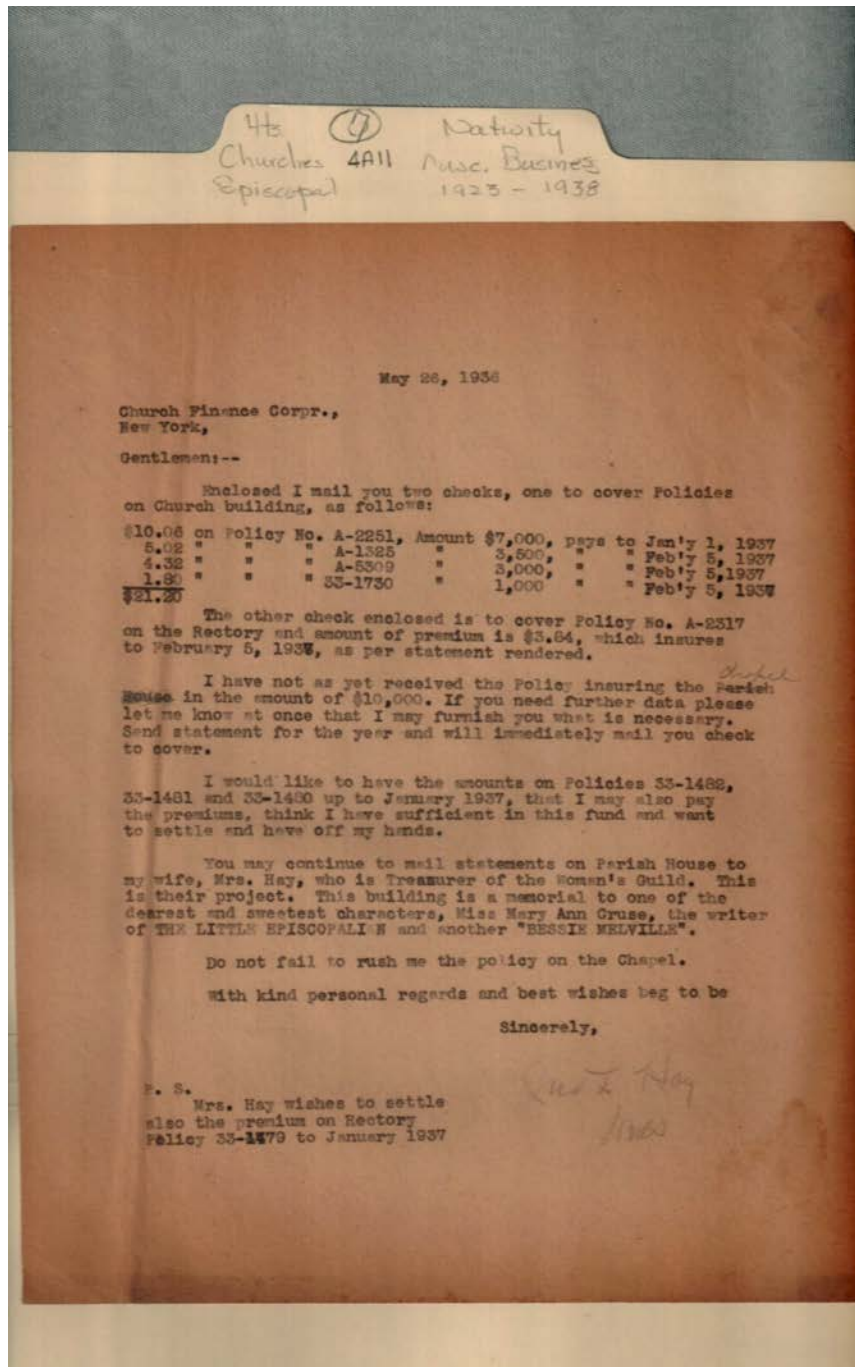 Hts. 7 Nativity
Churches 4A11 Misc. Busines
Episcopal 1923 - 1938
May 26, 1936
Church Finance Corpr.,
New York,
Gentlemen:--
Enclosed I mail you two checks, one to cover Policies
on Church building, as follows:
$10.06 on Policy No. A-2251, Amount $7,000, pays to Jan'y 1, 1937
5.02 " " " A-1325 " 3,500, " " Feb'y 5, 1937
4.32 " " " A-5309 " 3,000, " " Feb'y 5,1937
1.80 " " " 33-1730 " 1,000 " " Feb'y 5, 1937
$21.20
The other check enclosed is to cover Policy No. A-2317
on the Rectory and amount of premium is $3.84, which insures
to February 5, 1937, as per statement rendered.
chapel
I have not as yet received the Policy insuring the Parish
House in the amount of $10,000. If you need further data please
let me know at once that I may furnish you what is necessary.
Send statement for the year and will immediately mail you check
to cover.
I would like to have the amounts on Policies 33-1482,
33-1481 and 33-1480 up to January 1937, that I may also pay
the premiums, think I have sufficient in this fund and want
to settle and have off my hands.
You may continue to mail statements on Parish House to
my wife, Mrs. Hay, who is Treasurer of the Woman's Guild. This
is their project. This building is a memorial to one of the
dearest and sweetest characters, Miss Mary Ann Cruse, the writer
of THE LITTLE EPISCOPALI N and another "BESSIE MELVILLE".
Do not fail to rush me the policy on the Chapel.
With kind personal regards and best wishes beg to be
Sincerely,
P. S.
Mrs. Hay wishes to settle
also the premium on Rectory
Policy 33-1479 to January 1937
Hay